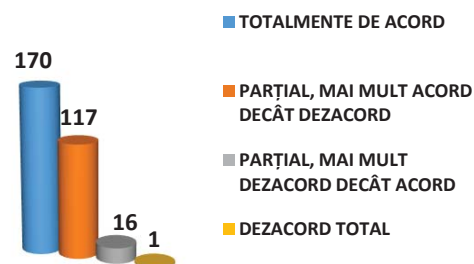 170
117
16
1
TOTALMENTE DE ACORD
PARȚIAL, MAI MULT ACORD
DECÂT DEZACORD
PARȚIAL, MAI MULT
DEZACORD DECÂT ACORD
DEZACORD TOTAL